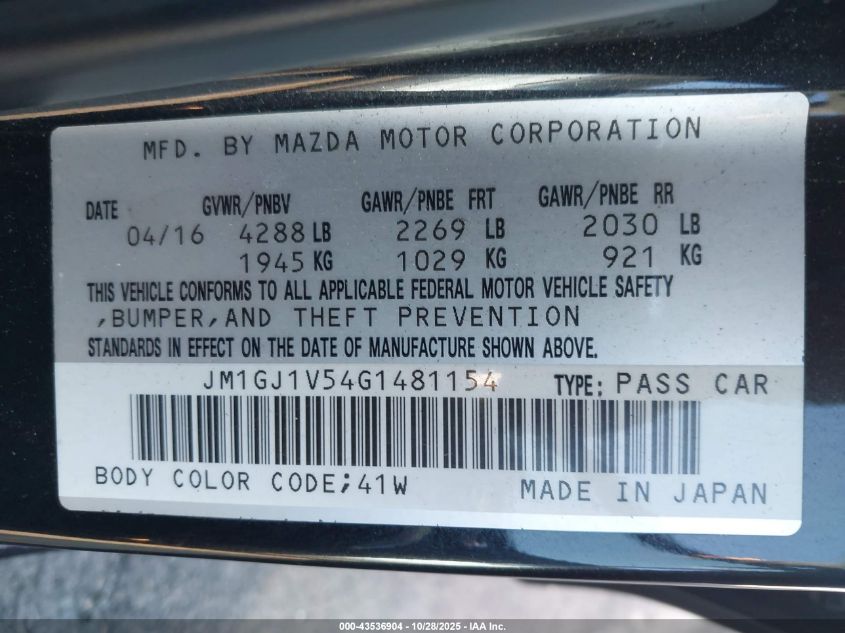 MFD. BY MAZDA MOTOR CORPORATION
DATE GVWR/PNBV GAWR/PNBE FRT GAWR/PNBE RR
04/16 4288 LB 2269 LB 2030 LB
1945 KG 1029 KG 921 KG
THIS VEHICLE CONFORMS TO ALL APPLICABLE FEDERAL MOTOR VEHICLE SAFETY
,BUMPER,AND THEFT PREVENTION
STANDARDS IN EFFECT ON THE DATE OF MANUFACTURE SHOWN ABOVE.
JM1GJ1V54G1481154 TYPE: PASS CAR
BODY COLOR CODE;41W MADE IN JAPAN
000-43536904 - 10/28/2025 - IAA Inc.